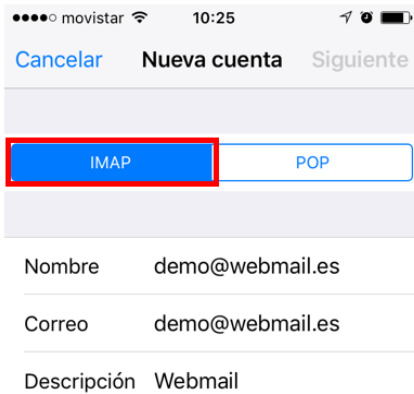 movistar 10:25
Cancelar Nueva cuenta Siguiente
IMAP POP
Nombre demo@webmail.es
Correo demo@webmail.es
Descripción Webmail